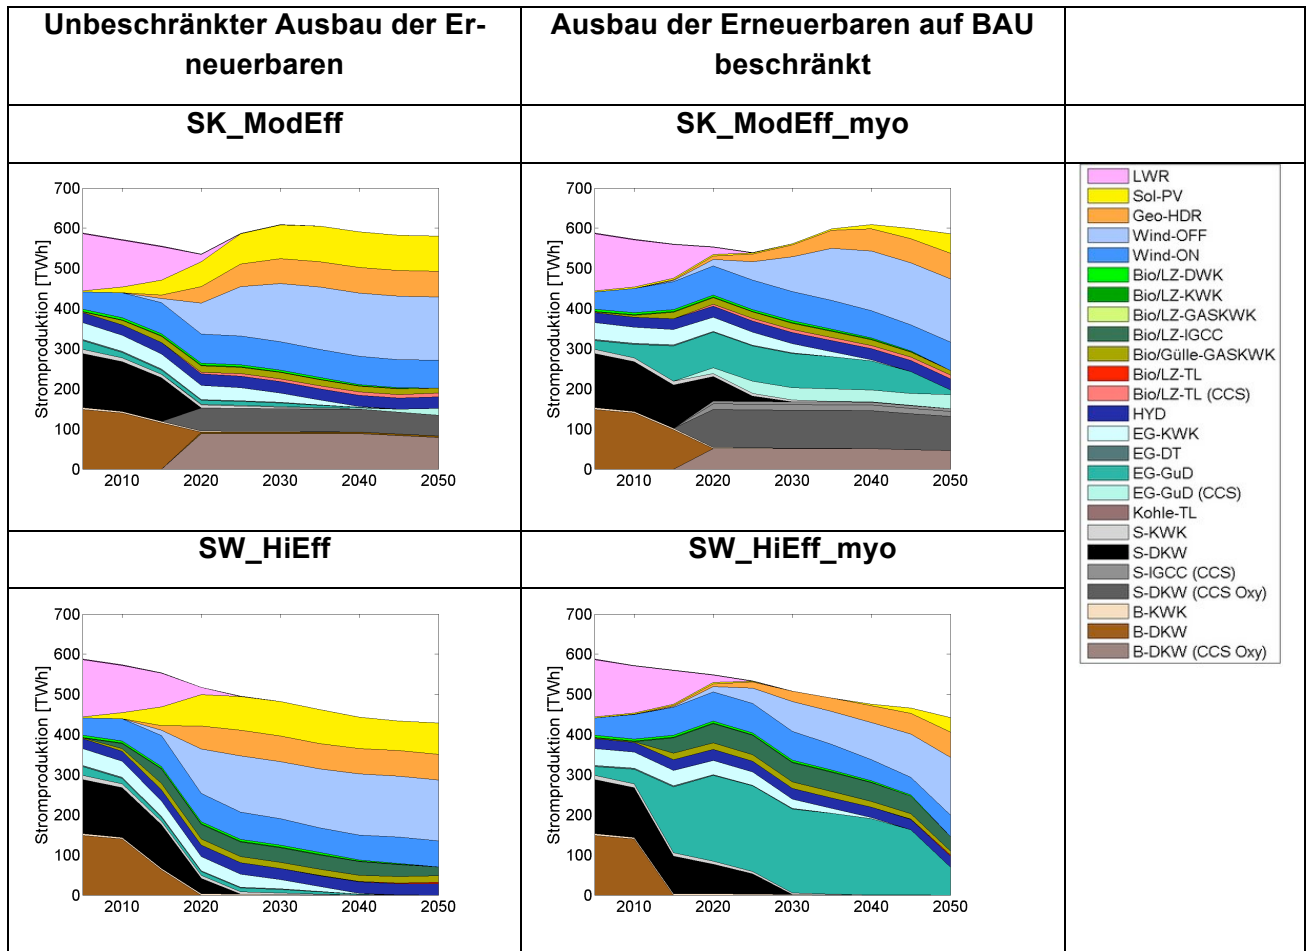 Unbeschränkter Ausbau der Er-
neuerbaren
Ausbau der Erneuerbaren auf BAU
beschränkt
SK_ModEff
SK_ModEff_myo
Stromproduktion [TWh]
700
600
500
400
300
200
100
0
2010 2020 2030 2040 2050
Stromproduktion [TWh]
700
600
500
400
300
200
100
0
2010 2020 2030 2040 2050
LWR
Sol-PV
Geo-HDR
Wind-OFF
Wind-ON
Bio/LZ-DWK
Bio/LZ-KWK
Bio/LZ-GASKWK
Bio/LZ-IGCC
Bio/Gülle-GASKWK
Bio/LZ-TL
Bio/LZ-TL (CCS)
HYD
EG-KWK
EG-DT
EG-GuD
EG-GuD (CCS)
Kohle-TL
S-KWK
S-DKW
S-IGCC (CCS)
S-DKW (CCS Oxy)
B-KWK
B-DKW
B-DKW (CCS Oxy)
SW_HiEff
SW_HiEff_myo
Stromproduktion [TWh]
700
600
500
400
300
200
100
0
2010 2020 2030 2040 2050
Stromproduktion [TWh]
700
600
500
400
300
200
100
0
2010 2020 2030 2040 2050